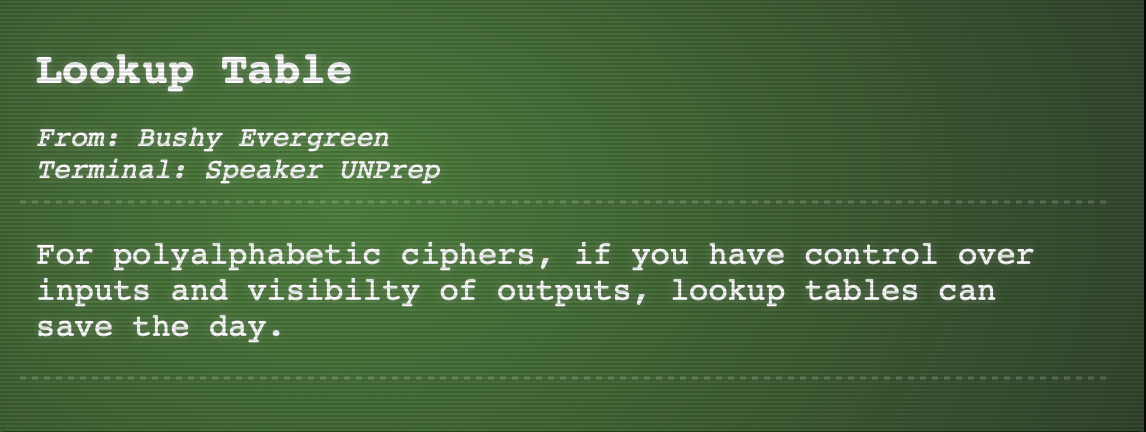 Lookup Table
From: Bushy Evergreen
Terminal: Speaker UNPrep
For polyalphabetic ciphers, if you have control over
inputs and visibilty of outputs, lookup tables can
save the day.